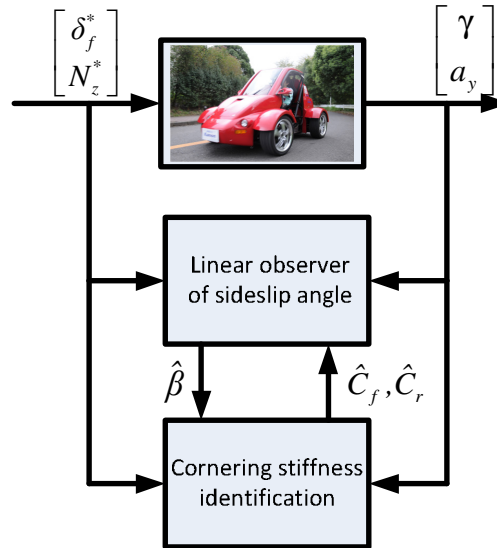 δ*f γ
N*z ay
Linear observer
of sideslip angle
β̂ Ĉf, Ĉr
Cornering stiffness
identification